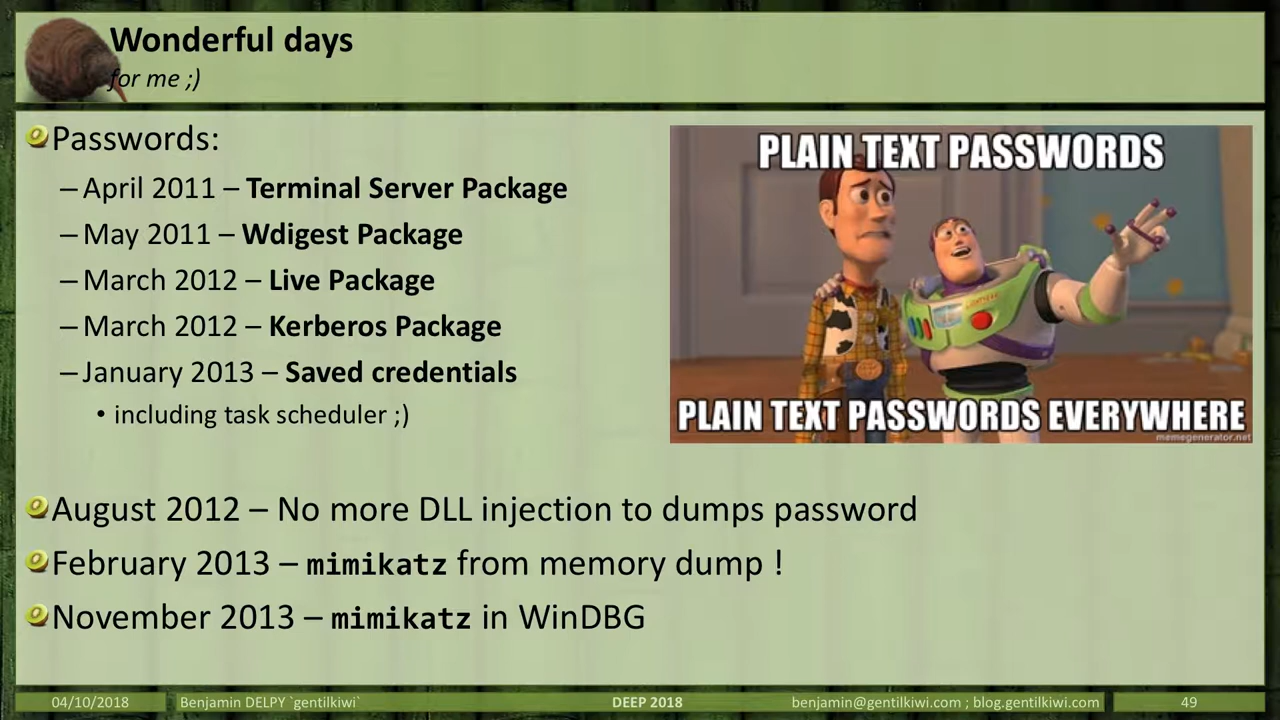 Wonderful days
for me ;)
Passwords:
– April 2011 – Terminal Server Package
– May 2011 – Wdigest Package
– March 2012 – Live Package
– March 2012 – Kerberos Package
– January 2013 – Saved credentials
• including task scheduler ;)
PLAIN TEXT PASSWORDS
PLAIN TEXT PASSWORDS EVERYWHERE
memegenerator.net
August 2012 – No more DLL injection to dumps password
February 2013 – mimikatz from memory dump !
November 2013 – mimikatz in WinDBG
04/10/2018 Benjamin DELPY `gentilkiwi` DEEP 2018 benjamin@gentilkiwi.com ; blog.gentilkiwi.com 49